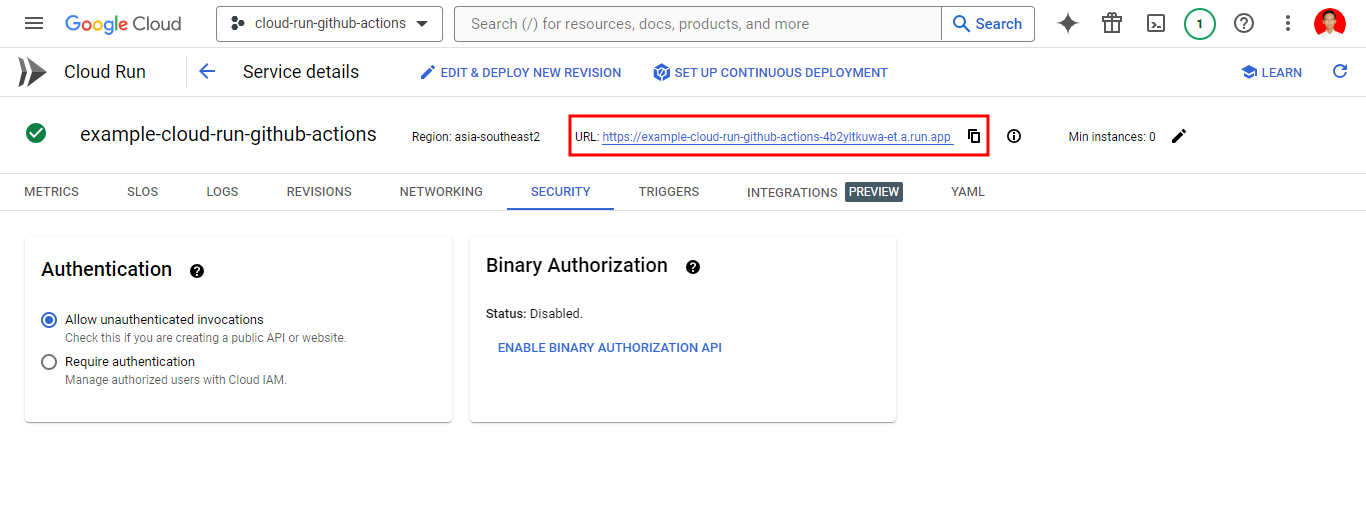 Google Cloud cloud-run-github-actions Search (/) for resources, docs, products, and more Search 1
Cloud Run Service details EDIT & DEPLOY NEW REVISION SET UP CONTINUOUS DEPLOYMENT LEARN
example-cloud-run-github-actions Region: asia-southeast2 URL: https://example-cloud-run-github-actions-4b2yltkuwa-et.a.run.app Min instances: 0
METRICS SLOS LOGS REVISIONS NETWORKING SECURITY TRIGGERS INTEGRATIONS PREVIEW YAML
Authentication
Allow unauthenticated invocations
Check this if you are creating a public API or website.
Require authentication
Manage authorized users with Cloud IAM.
Binary Authorization
Status: Disabled.
ENABLE BINARY AUTHORIZATION API